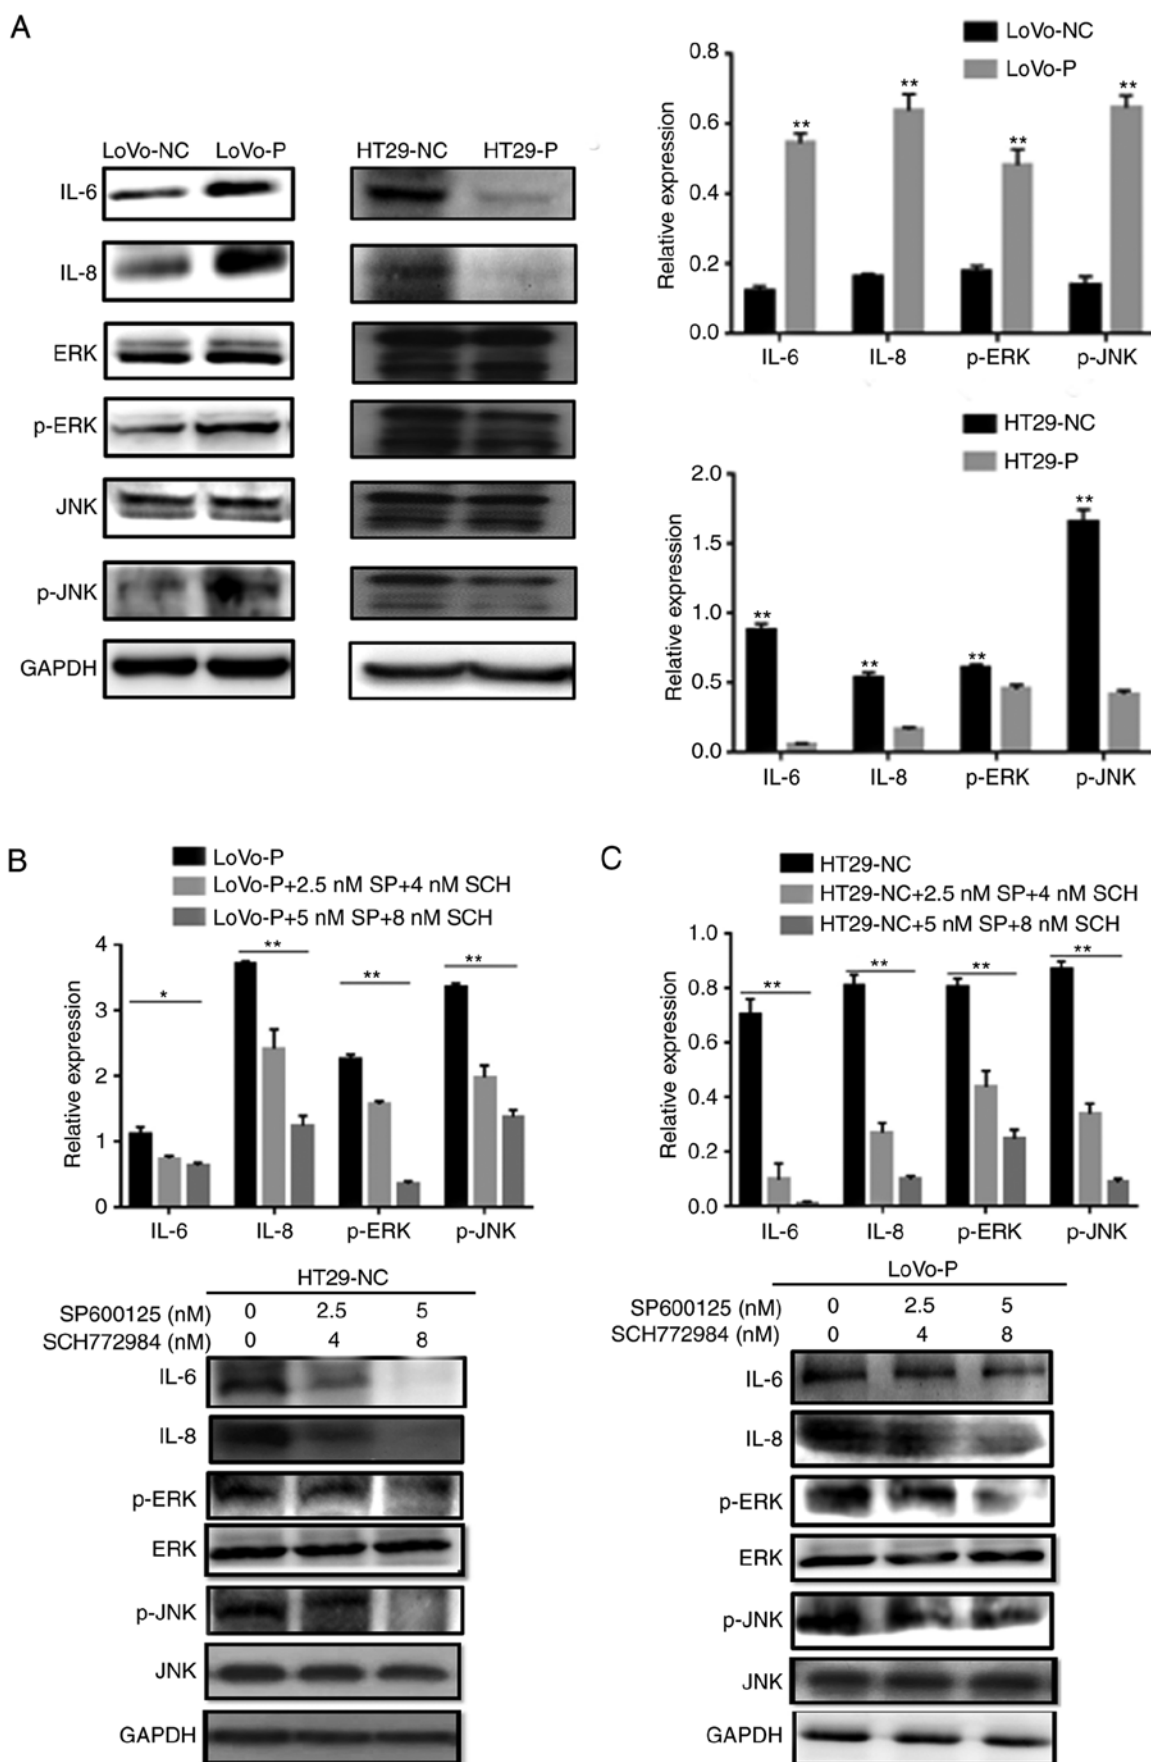 A
LoVo-NC LoVo-P
HT29-NC HT29-P
IL-6
IL-8
ERK
p-ERK
JNK
p-JNK
GAPDH
LoVo-NC
LoVo-P
Relative expression
0.8
0.6
0.4
0.2
0.0
** ** ** **
IL-6 IL-8 p-ERK p-JNK
HT29-NC
HT29-P
Relative expression
2.0
1.5
1.0
0.5
0.0
** ** ** **
IL-6 IL-8 p-ERK p-JNK
B
LoVo-P
LoVo-P+2.5 nM SP+4 nM SCH
LoVo-P+5 nM SP+8 nM SCH
Relative expression
4
3
2
1
0
* ** ** **
IL-6 IL-8 p-ERK p-JNK
HT29-NC
SP600125 (nM) 0 2.5 5
SCH772984 (nM) 0 4 8
IL-6
IL-8
p-ERK
ERK
p-JNK
JNK
GAPDH
C
HT29-NC
HT29-NC+2.5 nM SP+4 nM SCH
HT29-NC+5 nM SP+8 nM SCH
Relative expression
1.0
0.8
0.6
0.4
0.2
0.0
** ** ** **
IL-6 IL-8 p-ERK p-JNK
LoVo-P
SP600125 (nM) 0 2.5 5
SCH772984 (nM) 0 4 8
IL-6
IL-8
p-ERK
ERK
p-JNK
JNK
GAPDH